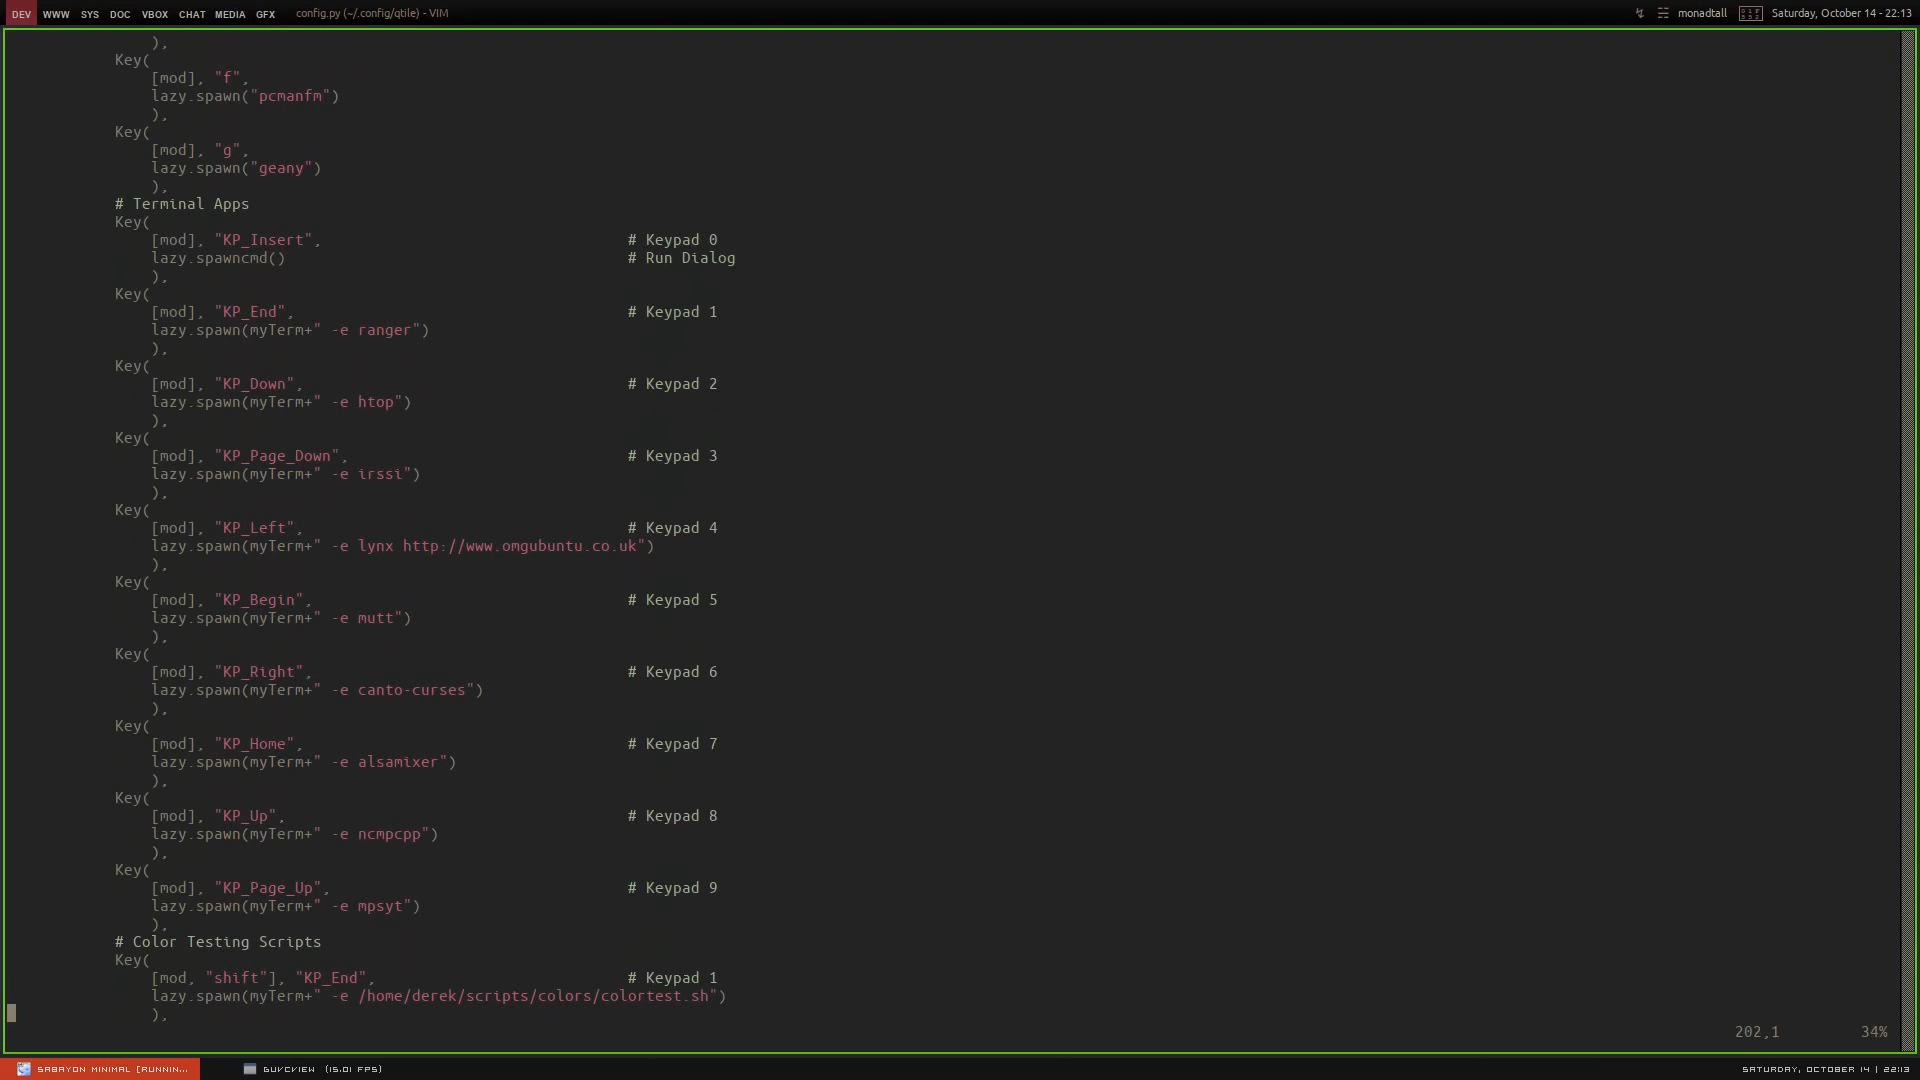 DEV WWW SYS DOC VBOX CHAT MEDIA GFX config.py (~/.config/qtile) - VIM monadtall Saturday, October 14 - 22:13
),
Key(
[mod], "f",
lazy.spawn("pcmanfm")
),
Key(
[mod], "g",
lazy.spawn("geany")
),
# Terminal Apps
Key(
[mod], "KP_Insert", # Keypad 0
lazy.spawncmd() # Run Dialog
),
Key(
[mod], "KP_End", # Keypad 1
lazy.spawn(myTerm+" -e ranger")
),
Key(
[mod], "KP_Down", # Keypad 2
lazy.spawn(myTerm+" -e htop")
),
Key(
[mod], "KP_Page_Down", # Keypad 3
lazy.spawn(myTerm+" -e irssi")
),
Key(
[mod], "KP_Left", # Keypad 4
lazy.spawn(myTerm+" -e lynx http://www.omgubuntu.co.uk")
),
Key(
[mod], "KP_Begin", # Keypad 5
lazy.spawn(myTerm+" -e mutt")
),
Key(
[mod], "KP_Right", # Keypad 6
lazy.spawn(myTerm+" -e canto-curses")
),
Key(
[mod], "KP_Home", # Keypad 7
lazy.spawn(myTerm+" -e alsamixer")
),
Key(
[mod], "KP_Up", # Keypad 8
lazy.spawn(myTerm+" -e ncmpcpp")
),
Key(
[mod], "KP_Page_Up", # Keypad 9
lazy.spawn(myTerm+" -e mpsyt")
),
# Color Testing Scripts
Key(
[mod, "shift"], "KP_End", # Keypad 1
lazy.spawn(myTerm+" -e /home/derek/scripts/colors/colortest.sh")
),
202,1 34%
SABAYON MINIMAL [RUNNIN... GUVCVIEW (15.01 FPS) SATURDAY, OCTOBER 14 | 22:13